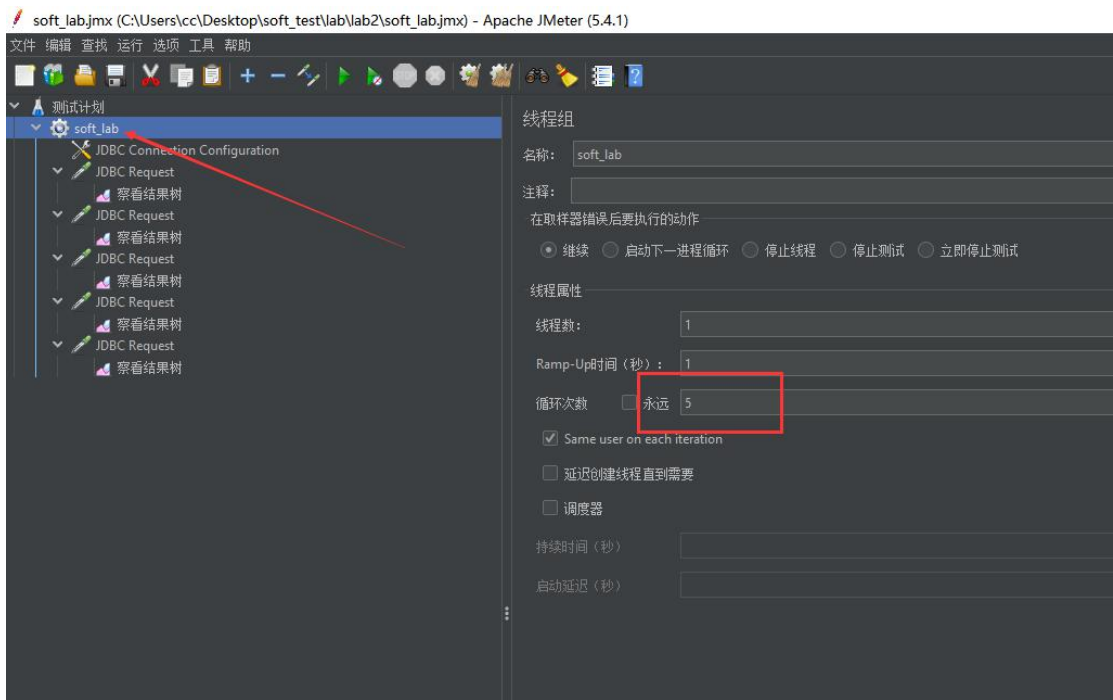 soft_lab.jmx (C:\Users\cc\Desktop\soft_test\lab\lab2\soft_lab.jmx) - Apache JMeter (5.4.1)
文件 编辑 查找 运行 选项 工具 帮助
测试计划
soft_lab
JDBC Connection Configuration
JDBC Request
察看结果树
JDBC Request
察看结果树
JDBC Request
察看结果树
JDBC Request
察看结果树
JDBC Request
察看结果树
线程组
名称: soft_lab
注释:
在取样器错误后要执行的动作
继续 启动下一进程循环 停止线程 停止测试 立即停止测试
线程属性
线程数: 1
Ramp-Up时间（秒）: 1
循环次数 永远 5
Same user on each iteration
延迟创建线程直到需要
调度器
持续时间（秒）
启动延迟（秒）